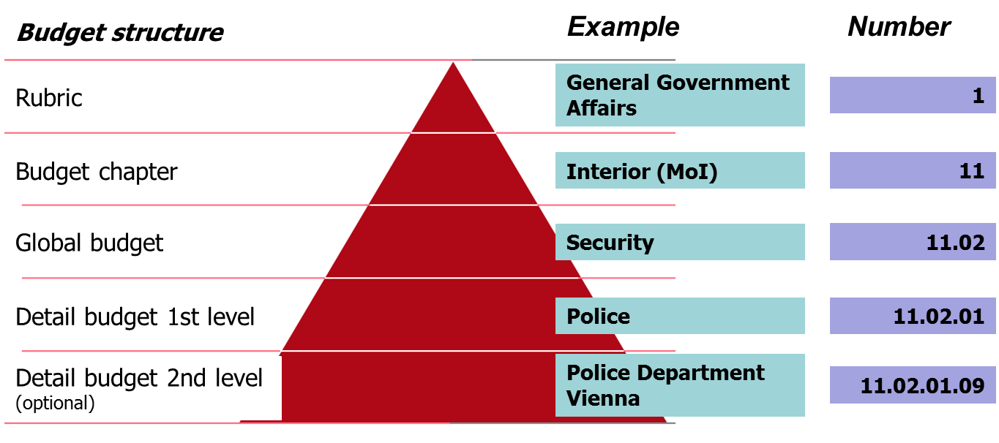 Budget structure Example Number
Rubric General Government Affairs 1
Budget chapter Interior (MoI) 11
Global budget Security 11.02
Detail budget 1st level Police 11.02.01
Detail budget 2nd level
(optional) Police Department Vienna 11.02.01.09